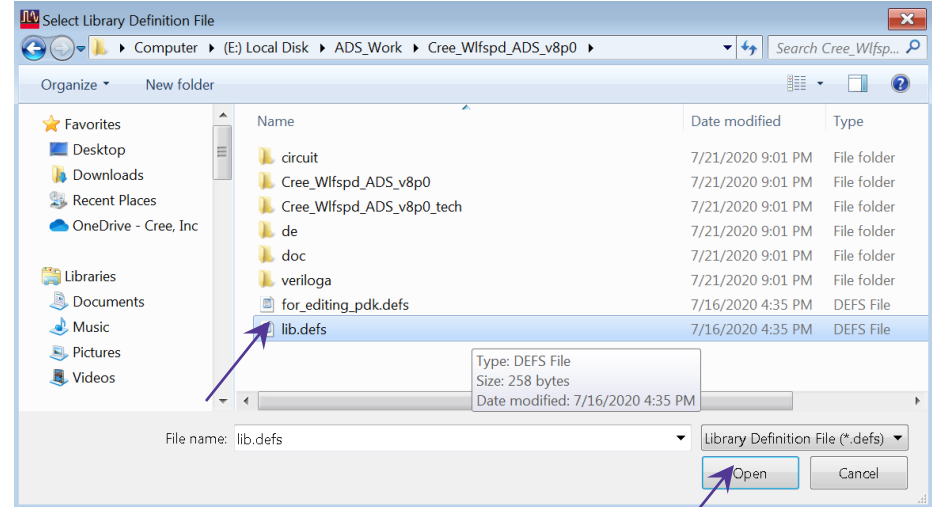 Select Library Definition File
Computer (E:) Local Disk ADS_Work Cree_Wlfspd_ADS_v8p0
Search Cree_Wlfsp...
Organize New folder
Favorites
Desktop
Downloads
Recent Places
OneDrive - Cree, Inc
Libraries
Documents
Music
Pictures
Videos
Name Date modified Type
circuit 7/21/2020 9:01 PM File folder
Cree_Wlfspd_ADS_v8p0 7/21/2020 9:01 PM File folder
Cree_Wlfspd_ADS_v8p0_tech 7/21/2020 9:01 PM File folder
de 7/21/2020 9:01 PM File folder
doc 7/21/2020 9:01 PM File folder
veriloga 7/21/2020 9:01 PM File folder
for_editing_pdk.defs 7/16/2020 4:35 PM DEFS File
lib.defs 7/16/2020 4:35 PM DEFS File
Type: DEFS File
Size: 258 bytes
Date modified: 7/16/2020 4:35 PM
File name: lib.defs Library Definition File (*.defs)
Open Cancel